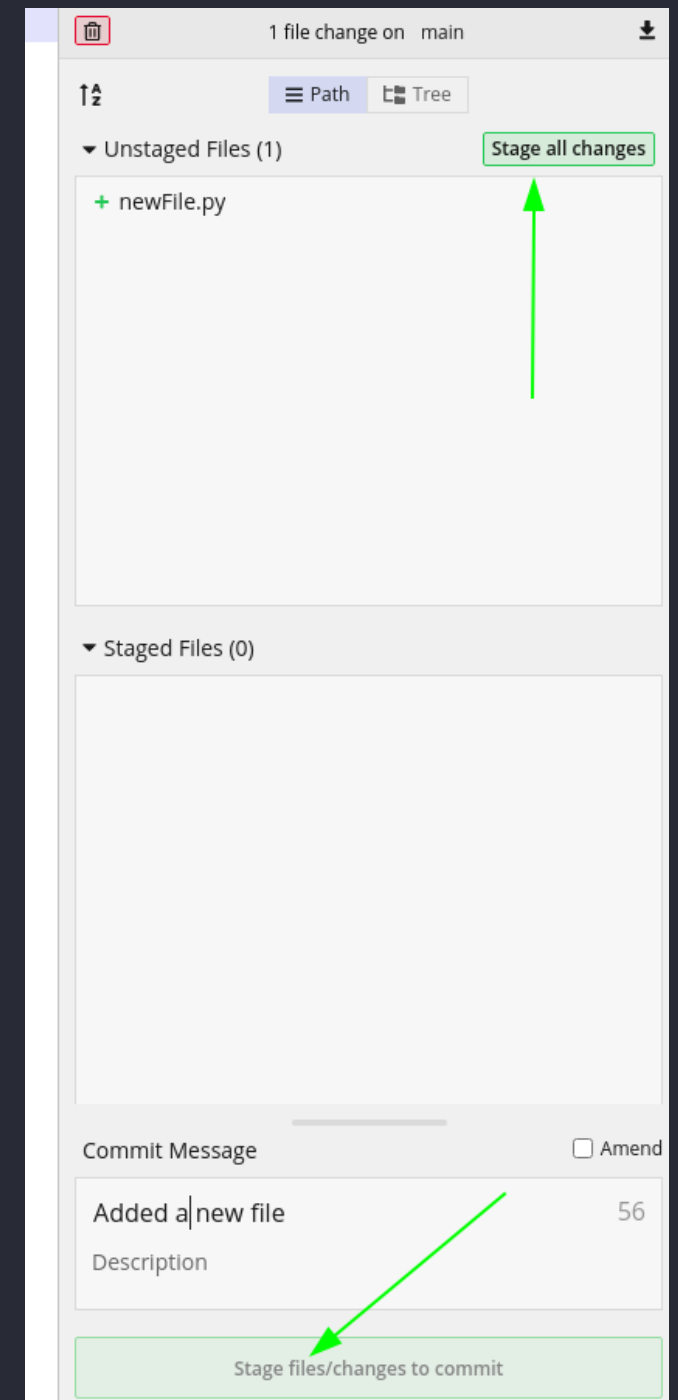 1 file change on main
A
Z
Path Tree
Unstaged Files (1) Stage all changes
+ newFile.py
Staged Files (0)
Commit Message Amend
Added a new file 56
Description
Stage files/changes to commit